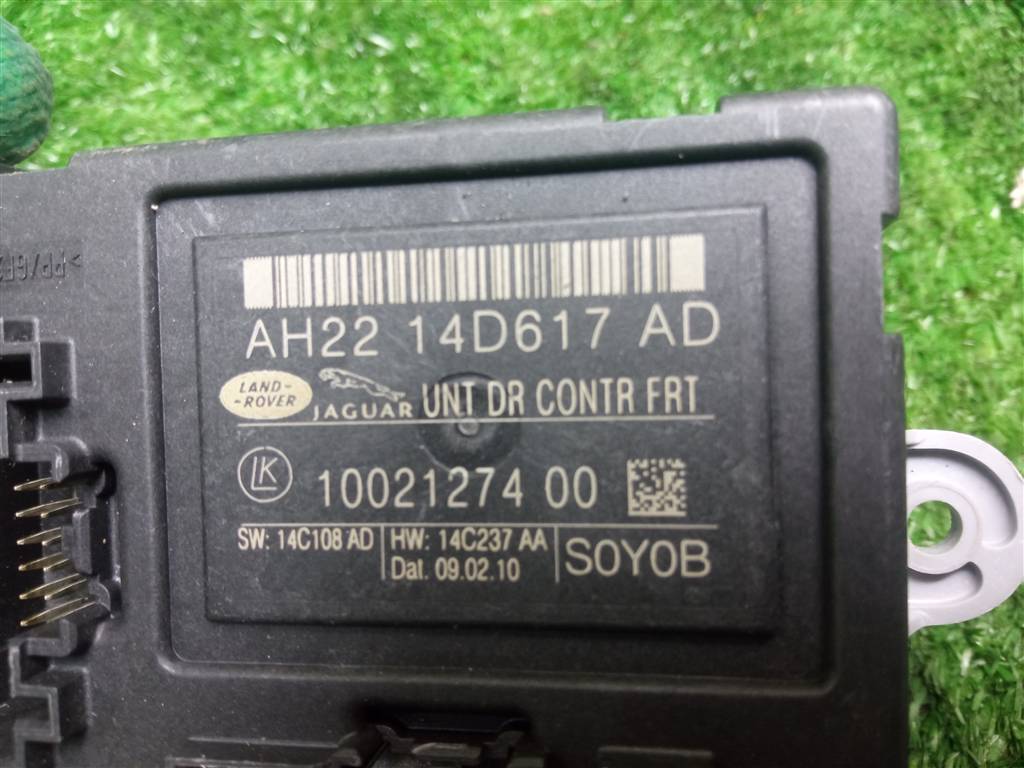 AH22 14D617 AD
LAND-
-ROVER
JAGUAR UNT DR CONTR FRT
LK
10021274 00
SW: 14C108 AD
HW: 14C237 AA
Dat. 09.02.10
S0Y0B